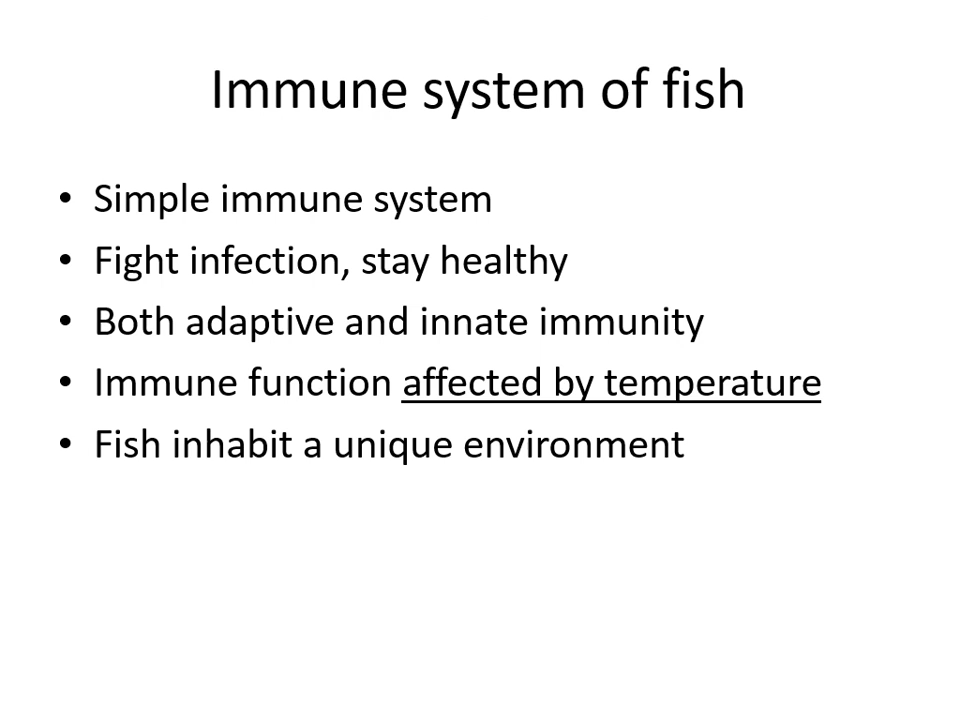 Immune system of fish
• Simple immune system
• Fight infection, stay healthy
• Both adaptive and innate immunity
• Immune function affected by temperature
• Fish inhabit a unique environment